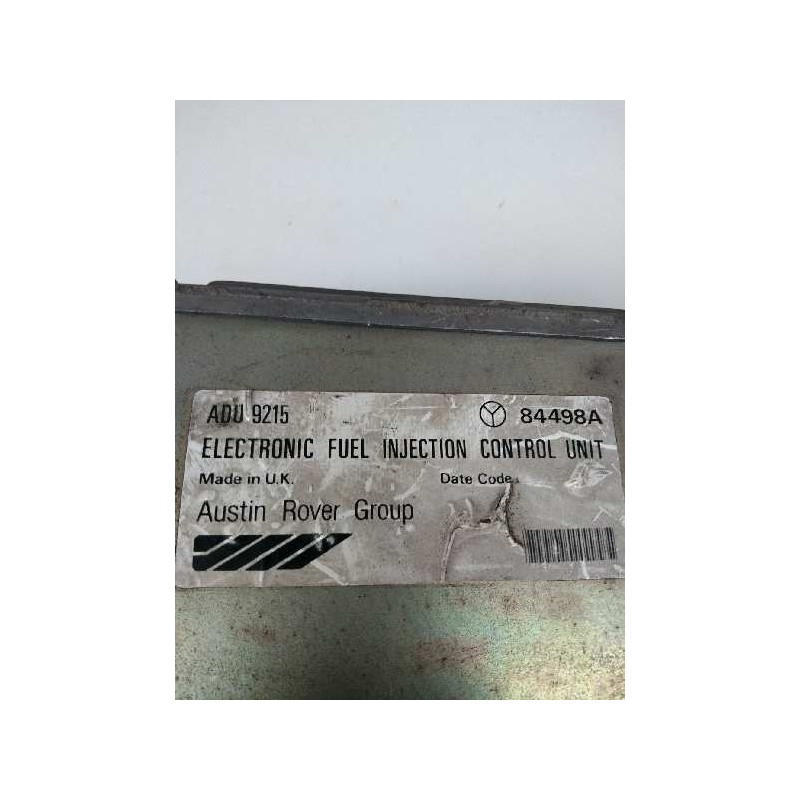 ADU 9215 84498A
ELECTRONIC FUEL INJECTION CONTROL UNIT
Made in U.K. Date Code
Austin Rover Group